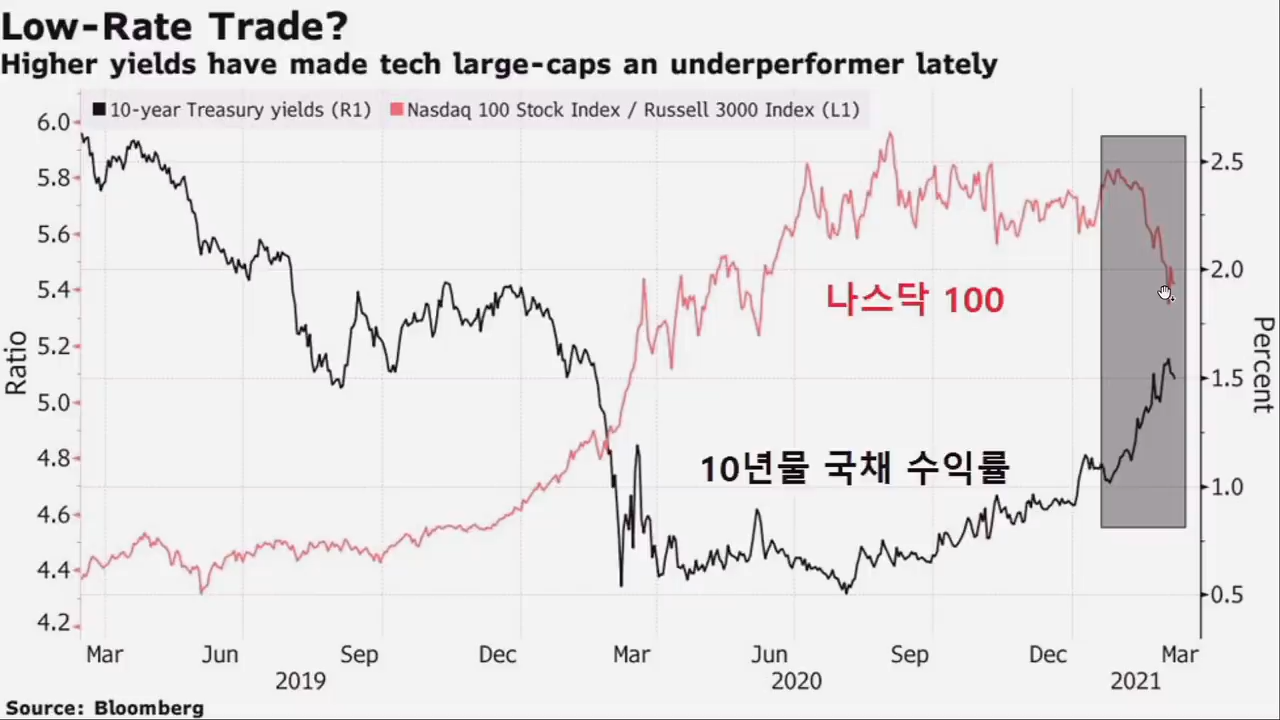 Low-Rate Trade?
Higher yields have made tech large-caps an underperformer lately
10-year Treasury yields (R1) Nasdaq 100 Stock Index / Russell 3000 Index (L1)
6.0
5.8
5.6
5.4
5.2
5.0
4.8
4.6
4.4
4.2
Ratio
나스닥 100
10년물 국채 수익률
2.5
2.0
1.5
1.0
0.5
Percent
Mar Jun Sep Dec Mar Jun Sep Dec Mar
2019 2020 2021
Source: Bloomberg